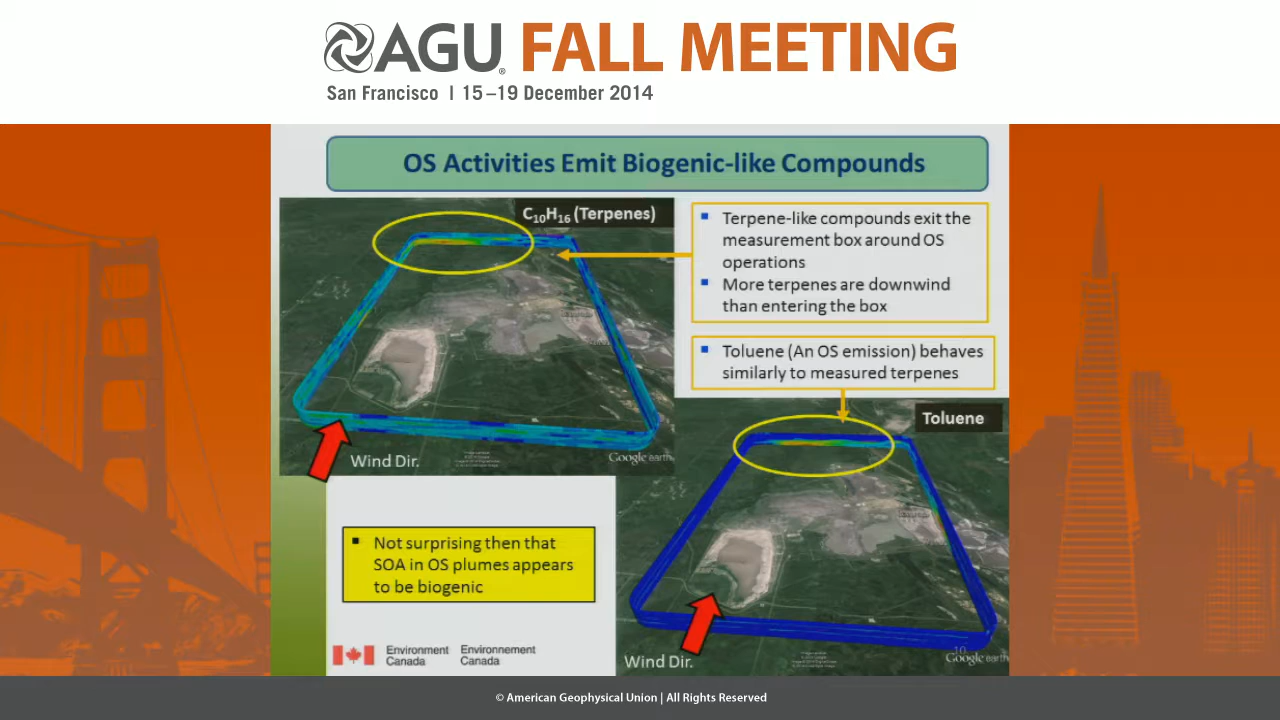 AGU® FALL MEETING
San Francisco | 15–19 December 2014
OS Activities Emit Biogenic-like Compounds
C₁₀H₁₆ (Terpenes)
▪ Terpene-like compounds exit the
measurement box around OS
operations
▪ More terpenes are downwind
than entering the box
▪ Toluene (An OS emission) behaves
similarly to measured terpenes
Toluene
Wind Dir.
Google earth
▪ Not surprising then that
SOA in OS plumes appears
to be biogenic
Environment Environnement
Canada Canada
Wind Dir.
10
Google earth
© American Geophysical Union | All Rights Reserved